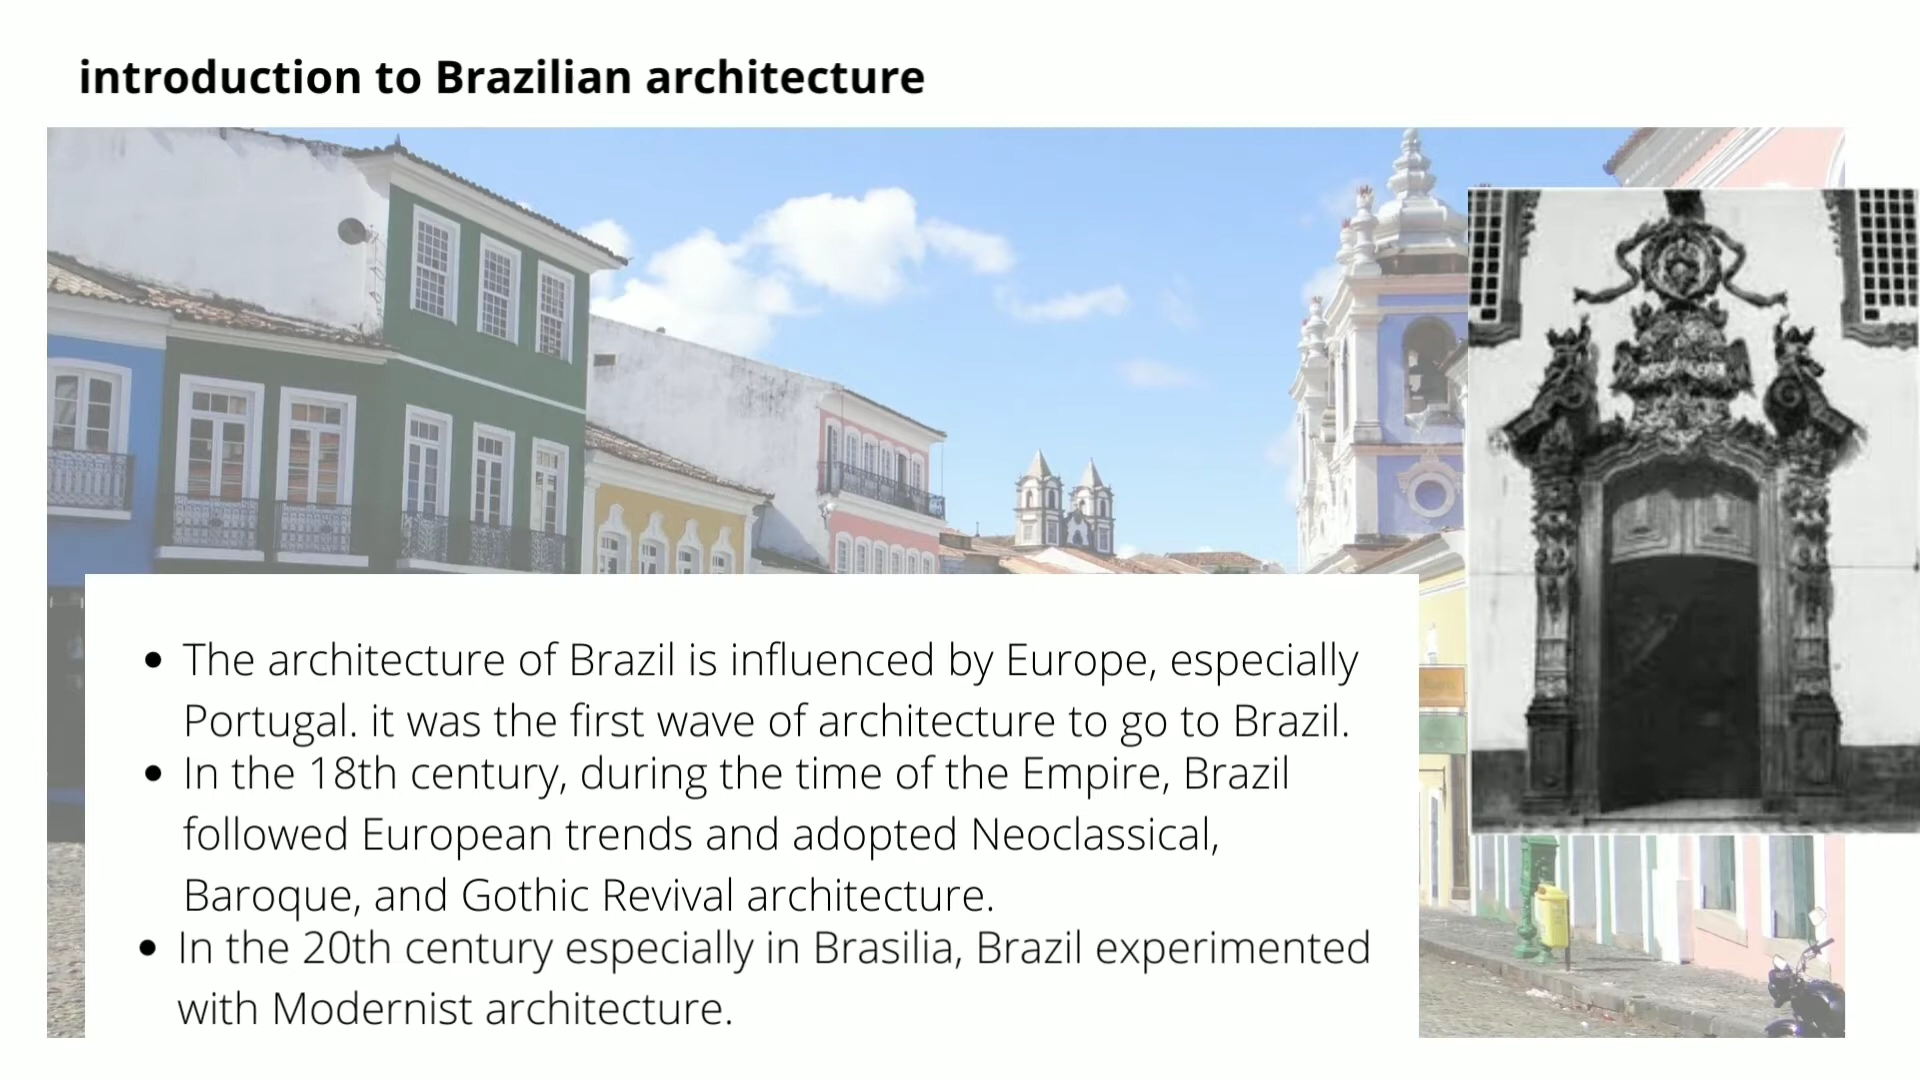 introduction to Brazilian architecture
• The architecture of Brazil is influenced by Europe, especially
Portugal. it was the first wave of architecture to go to Brazil.
• In the 18th century, during the time of the Empire, Brazil
followed European trends and adopted Neoclassical,
Baroque, and Gothic Revival architecture.
• In the 20th century especially in Brasilia, Brazil experimented
with Modernist architecture.